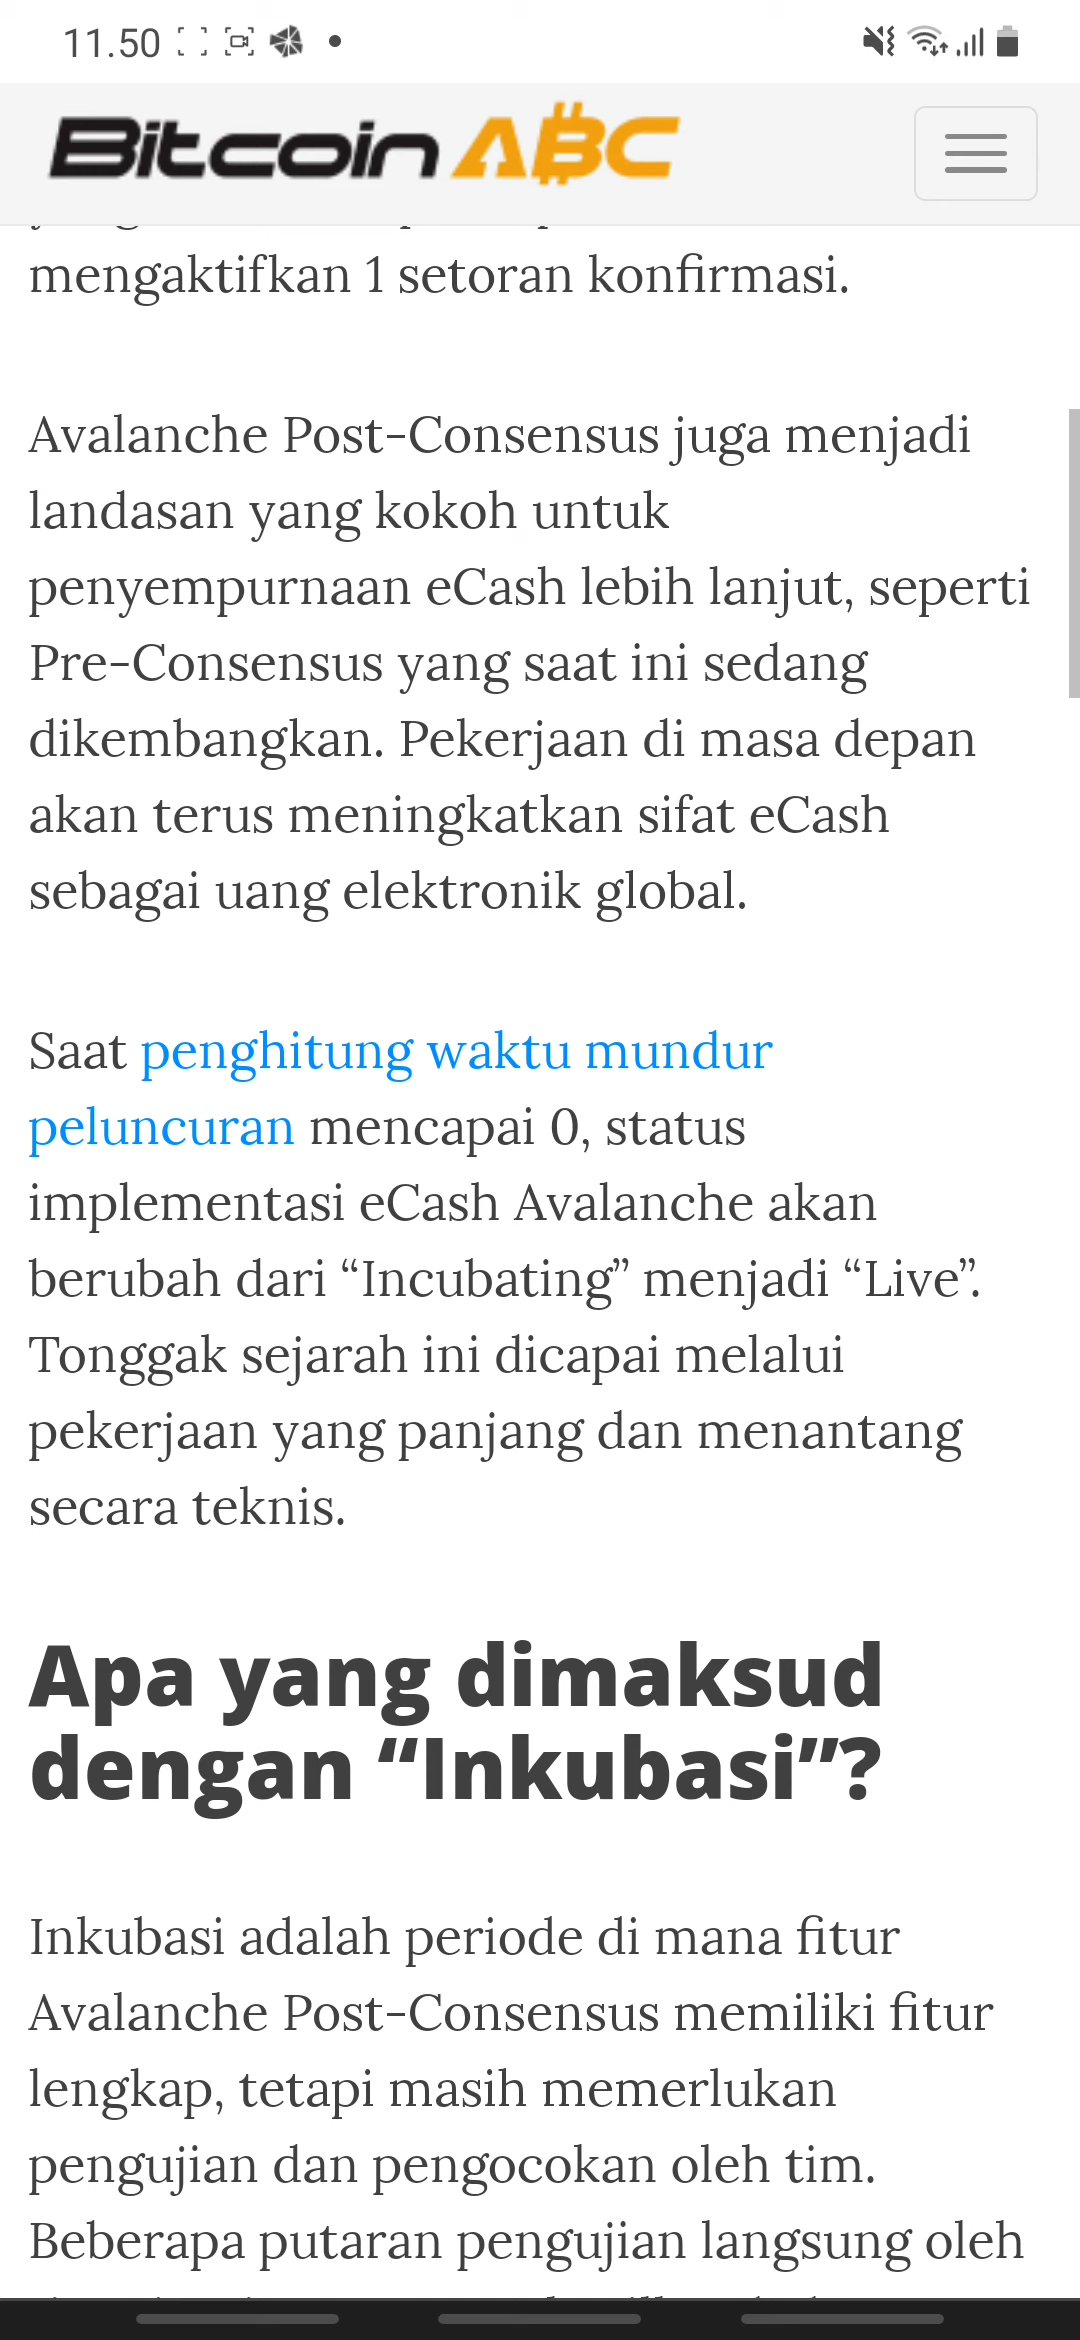 11.50
Bitcoin ABC
mengaktifkan 1 setoran konfirmasi.
Avalanche Post-Consensus juga menjadi
landasan yang kokoh untuk
penyempurnaan eCash lebih lanjut, seperti
Pre-Consensus yang saat ini sedang
dikembangkan. Pekerjaan di masa depan
akan terus meningkatkan sifat eCash
sebagai uang elektronik global.
Saat penghitung waktu mundur
peluncuran mencapai 0, status
implementasi eCash Avalanche akan
berubah dari “Incubating” menjadi “Live”.
Tonggak sejarah ini dicapai melalui
pekerjaan yang panjang dan menantang
secara teknis.
Apa yang dimaksud
dengan “Inkubasi”?
Inkubasi adalah periode di mana fitur
Avalanche Post-Consensus memiliki fitur
lengkap, tetapi masih memerlukan
pengujian dan pengocokan oleh tim.
Beberapa putaran pengujian langsung oleh